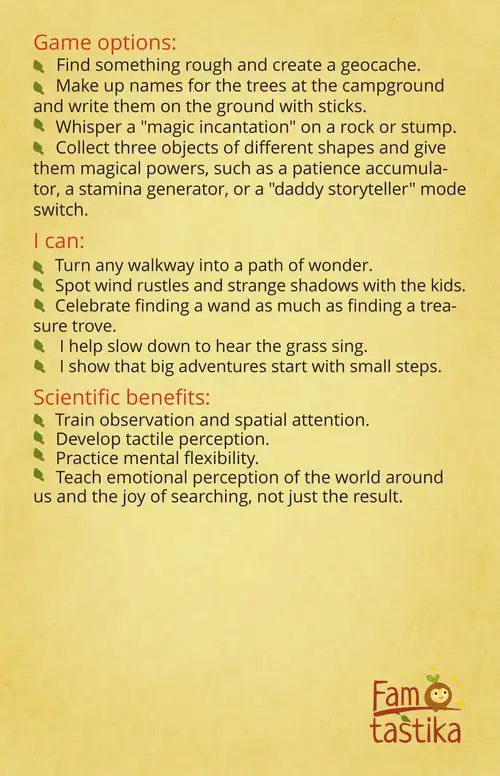 Game options:
Find something rough and create a geocache.
Make up names for the trees at the campground
and write them on the ground with sticks.
Whisper a "magic incantation" on a rock or stump.
Collect three objects of different shapes and give
them magical powers, such as a patience accumula-
tor, a stamina generator, or a "daddy storyteller" mode
switch.
I can:
Turn any walkway into a path of wonder.
Spot wind rustles and strange shadows with the kids.
Celebrate finding a wand as much as finding a trea-
sure trove.
I help slow down to hear the grass sing.
I show that big adventures start with small steps.
Scientific benefits:
Train observation and spatial attention.
Develop tactile perception.
Practice mental flexibility.
Teach emotional perception of the world around
us and the joy of searching, not just the result.
Fam
tastika